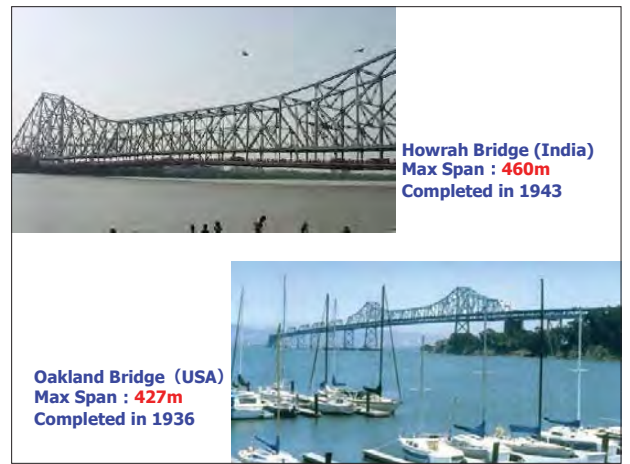 Howrah Bridge (India)
Max Span : 460m
Completed in 1943
Oakland Bridge（USA）
Max Span : 427m
Completed in 1936